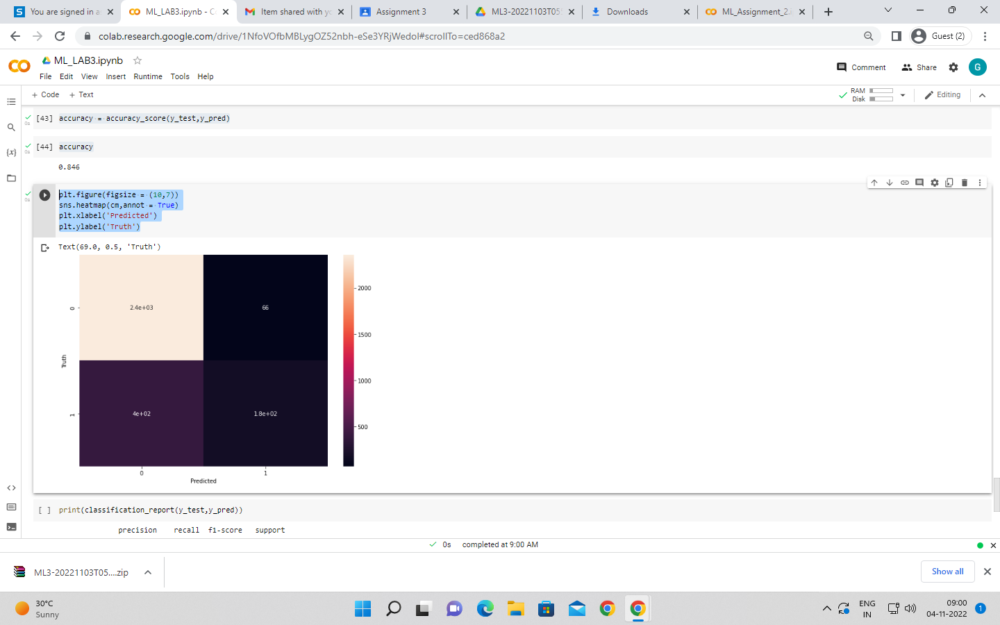 You are signed in a
ML_LAB3.ipynb - C
Item shared with y
Assignment 3
ML3-20221103T05
Downloads
ML_Assignment_2.i
colab.research.google.com/drive/1NfoVOfbMBLygOZ52nbh-eSe3YRjWedoI#scrollTo=ced868a2
Guest (2)
ML_LAB3.ipynb
File Edit View Insert Runtime Tools Help
Comment
Share
G
+ Code + Text
RAM
Disk
Editing
[43] accuracy = accuracy_score(y_test,y_pred)
0s
[44] accuracy
0s
0.846
plt.figure(figsize = (10,7))
0s
sns.heatmap(cm,annot = True)
plt.xlabel('Predicted')
plt.ylabel('Truth')
Text(69.0, 0.5, 'Truth')
2.4e+03
66
4e+02
1.8e+02
0
1
Truth
0
1
Predicted
2000
1500
1000
500
[ ] print(classification_report(y_test,y_pred))
precision recall f1-score support
0s completed at 9:00 AM
ML3-20221103T05....zip
Show all
30°C
Sunny
ENG
IN
09:00
04-11-2022
1